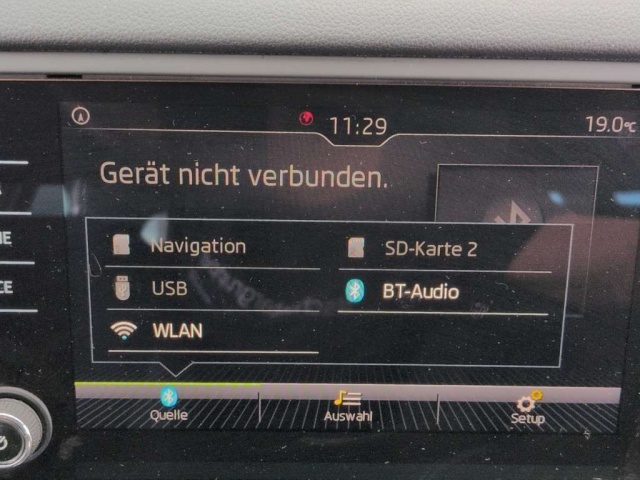 11:29
19.0°C
Gerät nicht verbunden.
Navigation
SD-Karte 2
USB
BT-Audio
WLAN
Quelle
Auswahl
Setup